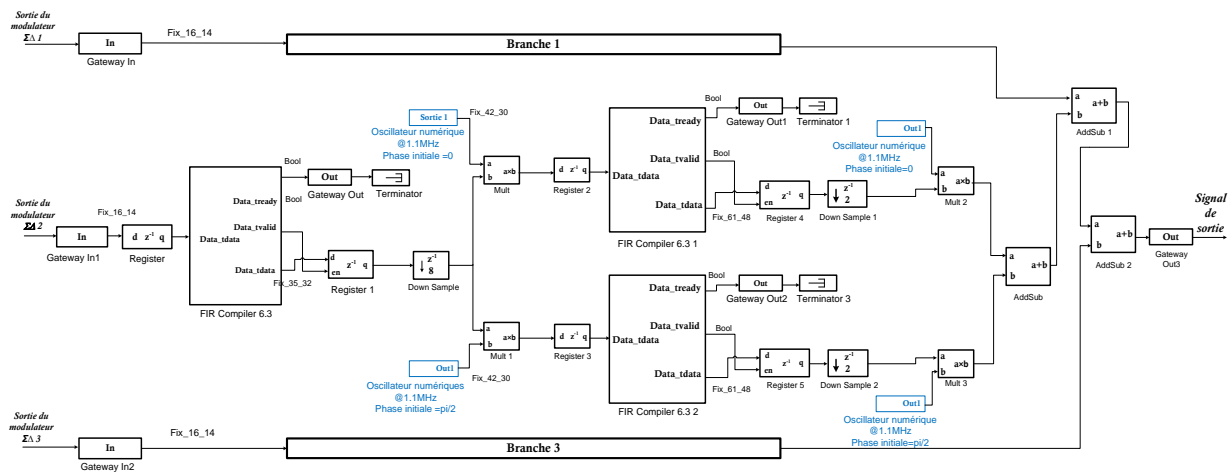 Sortie du
modulateur
ΣΔ 1
In
Gateway In
Fix_16_14
Branche 1
a
b
a+b
AddSub 1
Sortie du
modulateur
ΣΔ 2
In
Gateway In1
Fix_16_14
d z⁻¹ q
Register
Data_tdata
Data_tready
Data_tvalid
Data_tdata
FIR Compiler 6.3
Bool
Bool
Out
Gateway Out
Terminator
Fix_35_32
d
en
z⁻¹ q
Register 1
z⁻¹
8
Down Sample
Sortie 1
Fix_42_30
Oscillateur numérique
@1.1MHz
Phase initiale =0
a
b
a×b
Mult
d z⁻¹ q
Register 2
Data_tready
Data_tvalid
Data_tdata
Data_tdata
FIR Compiler 6.3 1
Bool
Out
Gateway Out1
Terminator 1
Bool
Fix_61_48
d
en
z⁻¹ q
Register 4
z⁻¹
2
Down Sample 1
Out1
Oscillateur numérique
@1.1MHz
Phase initiale=0
a
b
a×b
Mult 2
a
b
a×b
Mult 1
Out1
Fix_42_30
Oscillateur numériques
@1.1MHz
Phase initiale =pi/2
d z⁻¹ q
Register 3
Data_tready
Data_tvalid
Data_tdata
Data_tdata
FIR Compiler 6.3 2
Bool
Out
Gateway Out2
Terminator 3
Bool
Fix_61_48
d
en
z⁻¹ q
Register 5
z⁻¹
2
Down Sample 2
a
b
a×b
Mult 3
Out1
Oscillateur numérique
@1.1MHz
Phase initiale=pi/2
a
b
a+b
AddSub
a
b
a+b
AddSub 2
Out
Gateway
Out3
Signal
de
sortie
Sortie du
modulateur
ΣΔ 3
In
Gateway In2
Fix_16_14
Branche 3